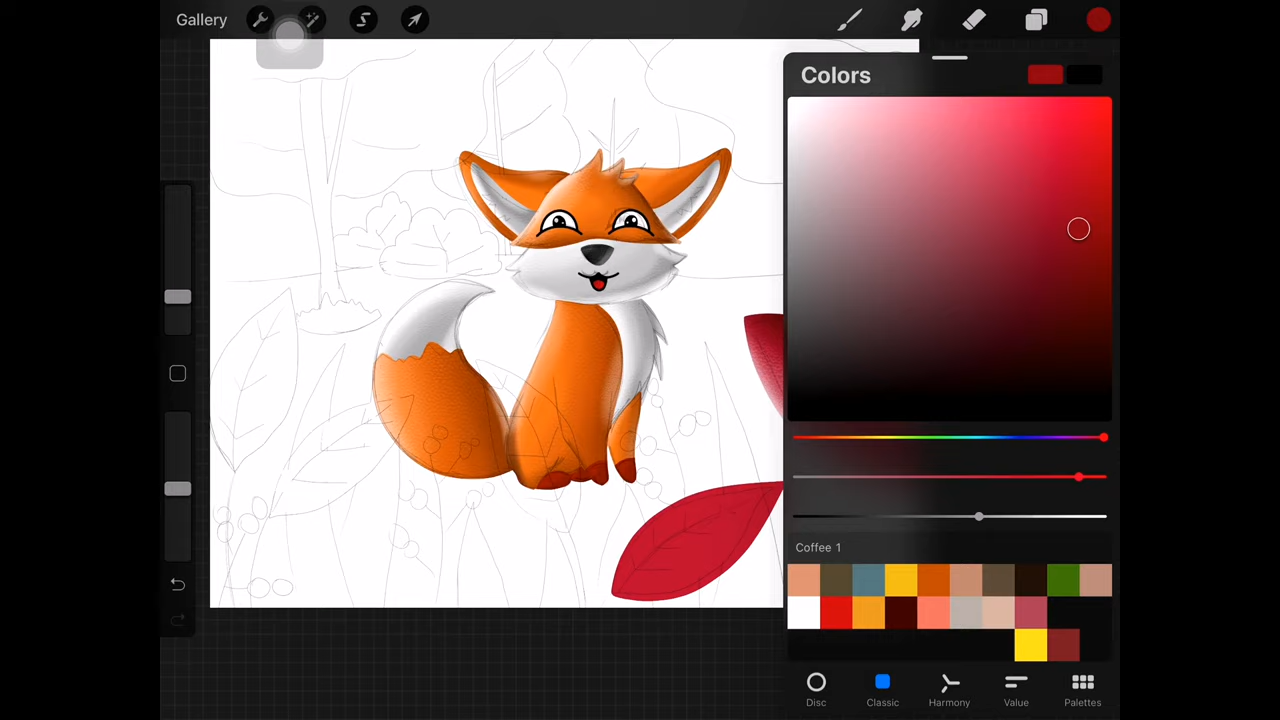 Gallery
Colors
Coffee 1
Disc
Classic
Harmony
Value
Palettes